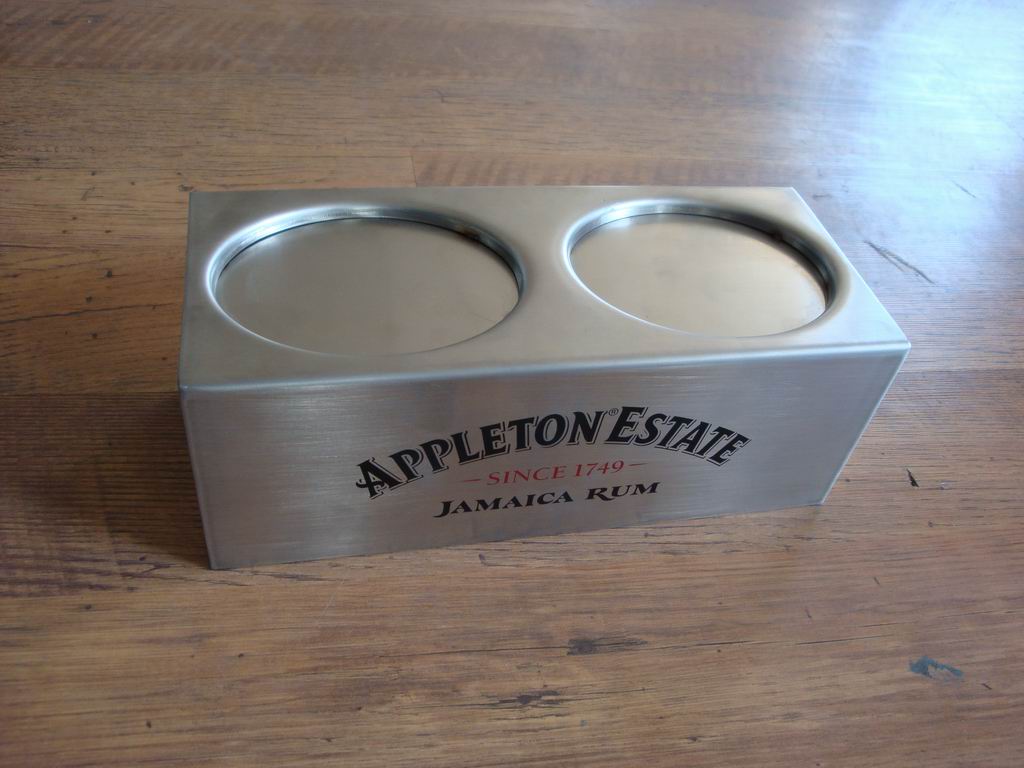 APPLETON® ESTATE
– SINCE 1749 –
JAMAICA RUM